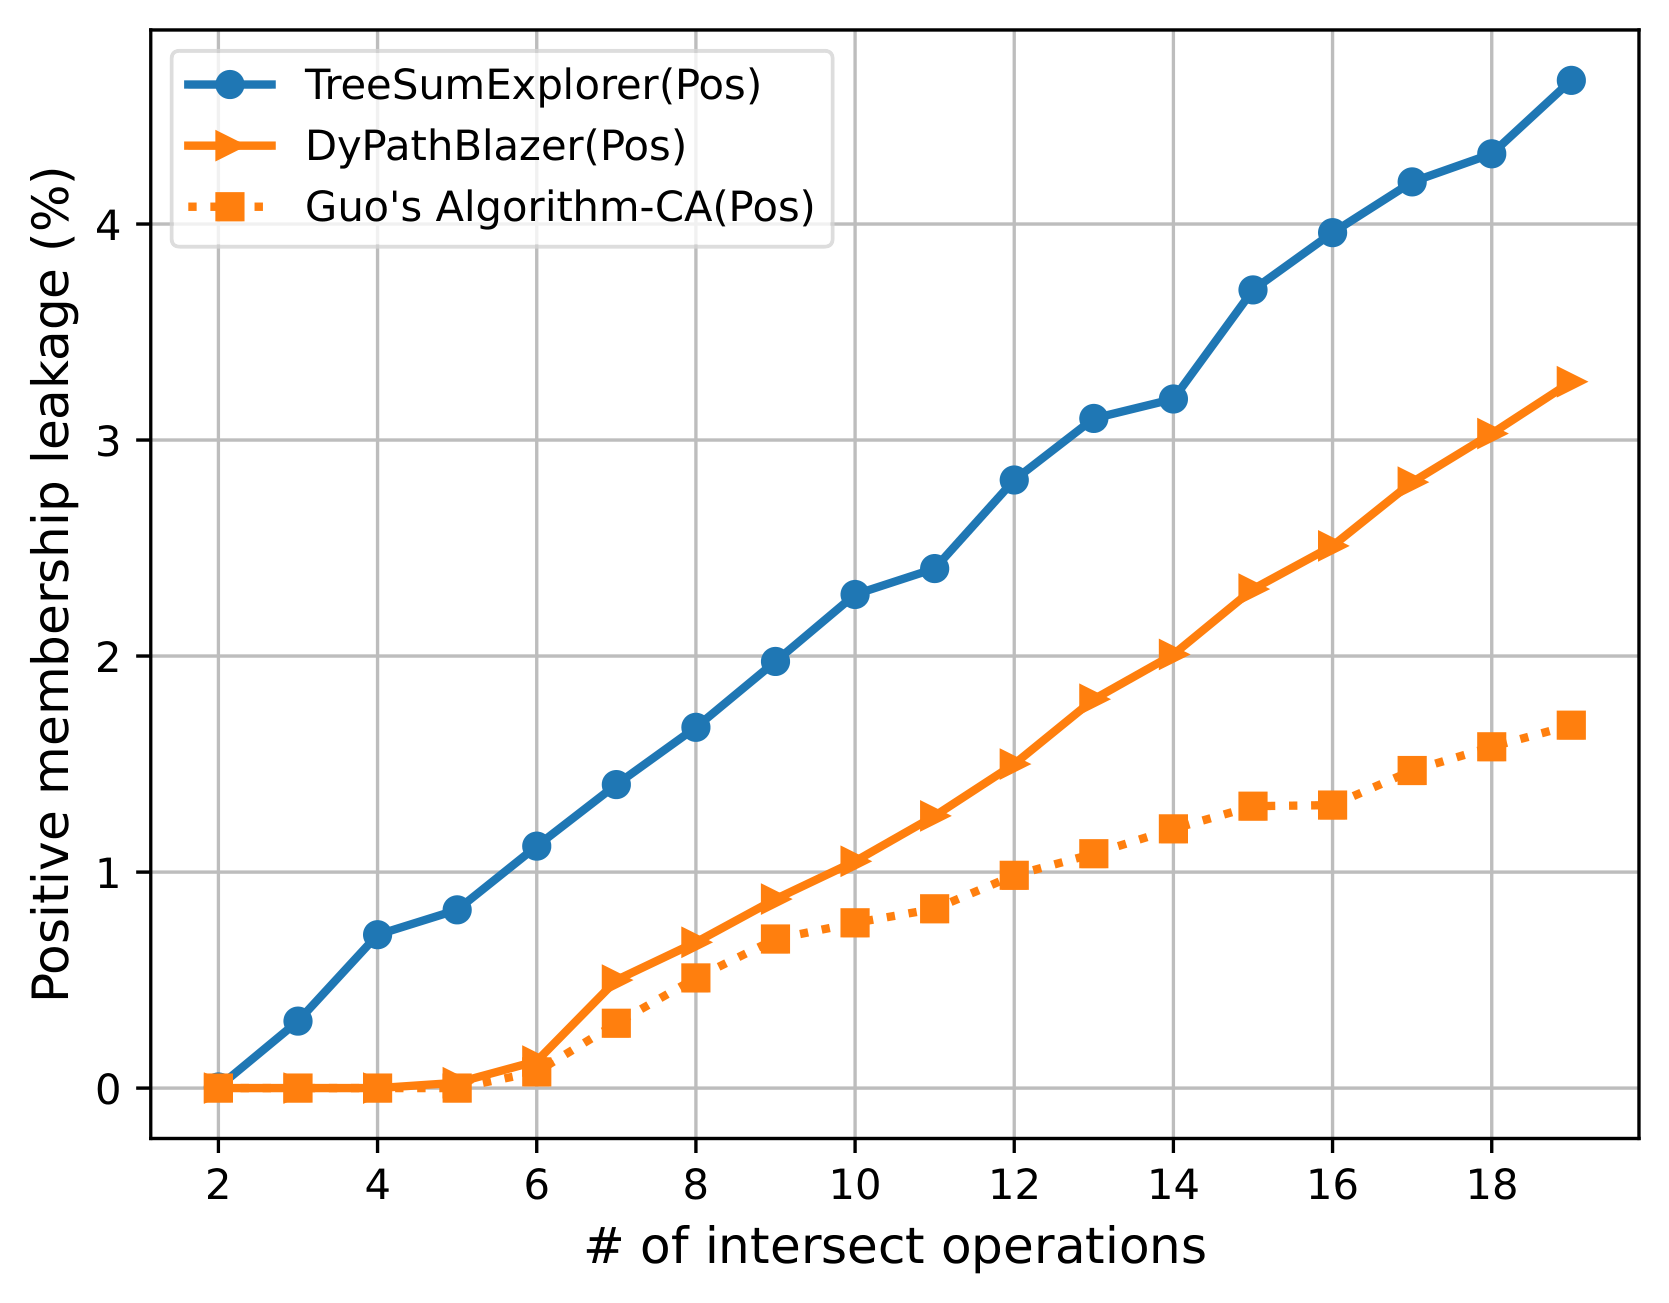 TreeSumExplorer(Pos)
DyPathBlazer(Pos)
Guo's Algorithm-CA(Pos)
Positive membership leakage (%)
4
3
2
1
0
2 4 6 8 10 12 14 16 18
# of intersect operations